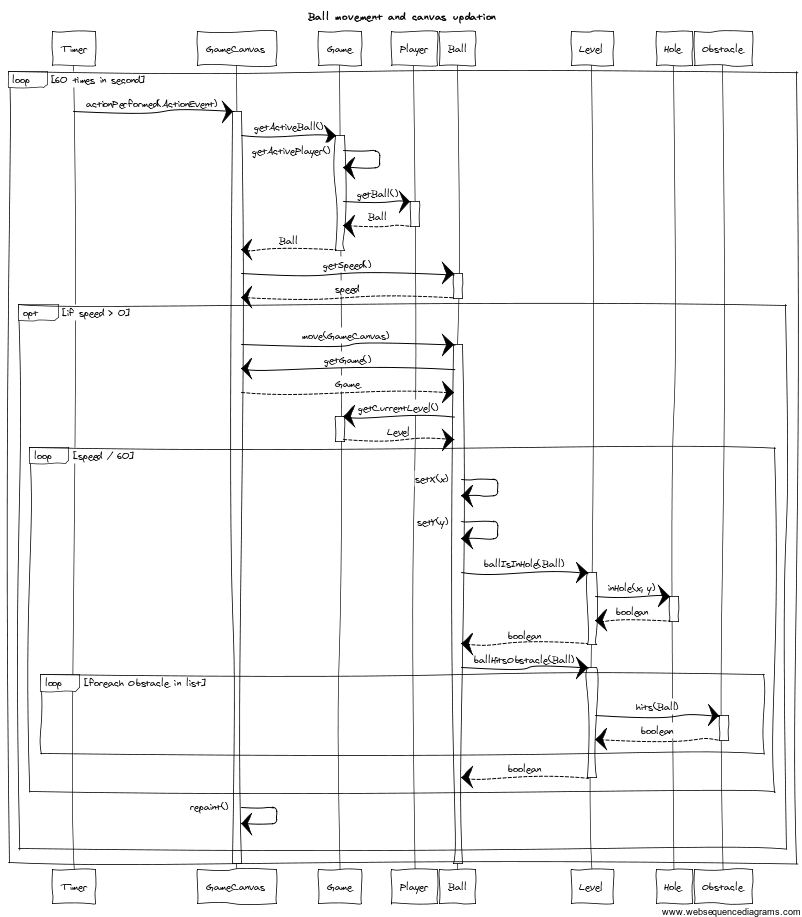 Ball movement and canvas updation
Timer GameCanvas Game Player Ball Level Hole Obstacle
loop [60 times in second]
actionPerformed(ActionEvent)
getActiveBall()
getActivePlayer()
getBall()
Ball
Ball
getSpeed()
speed
opt [if speed > 0]
move(GameCanvas)
getGame()
Game
getCurrentLevel()
Level
loop [speed / 60]
setX(x)
setY(y)
ballIsInHole(Ball)
inHole(x, y)
boolean
boolean
ballHitsObstacle(Ball)
loop [foreach Obstacle in list]
hits(Ball)
boolean
boolean
repaint()
Timer GameCanvas Game Player Ball Level Hole Obstacle
www.websequencediagrams.com